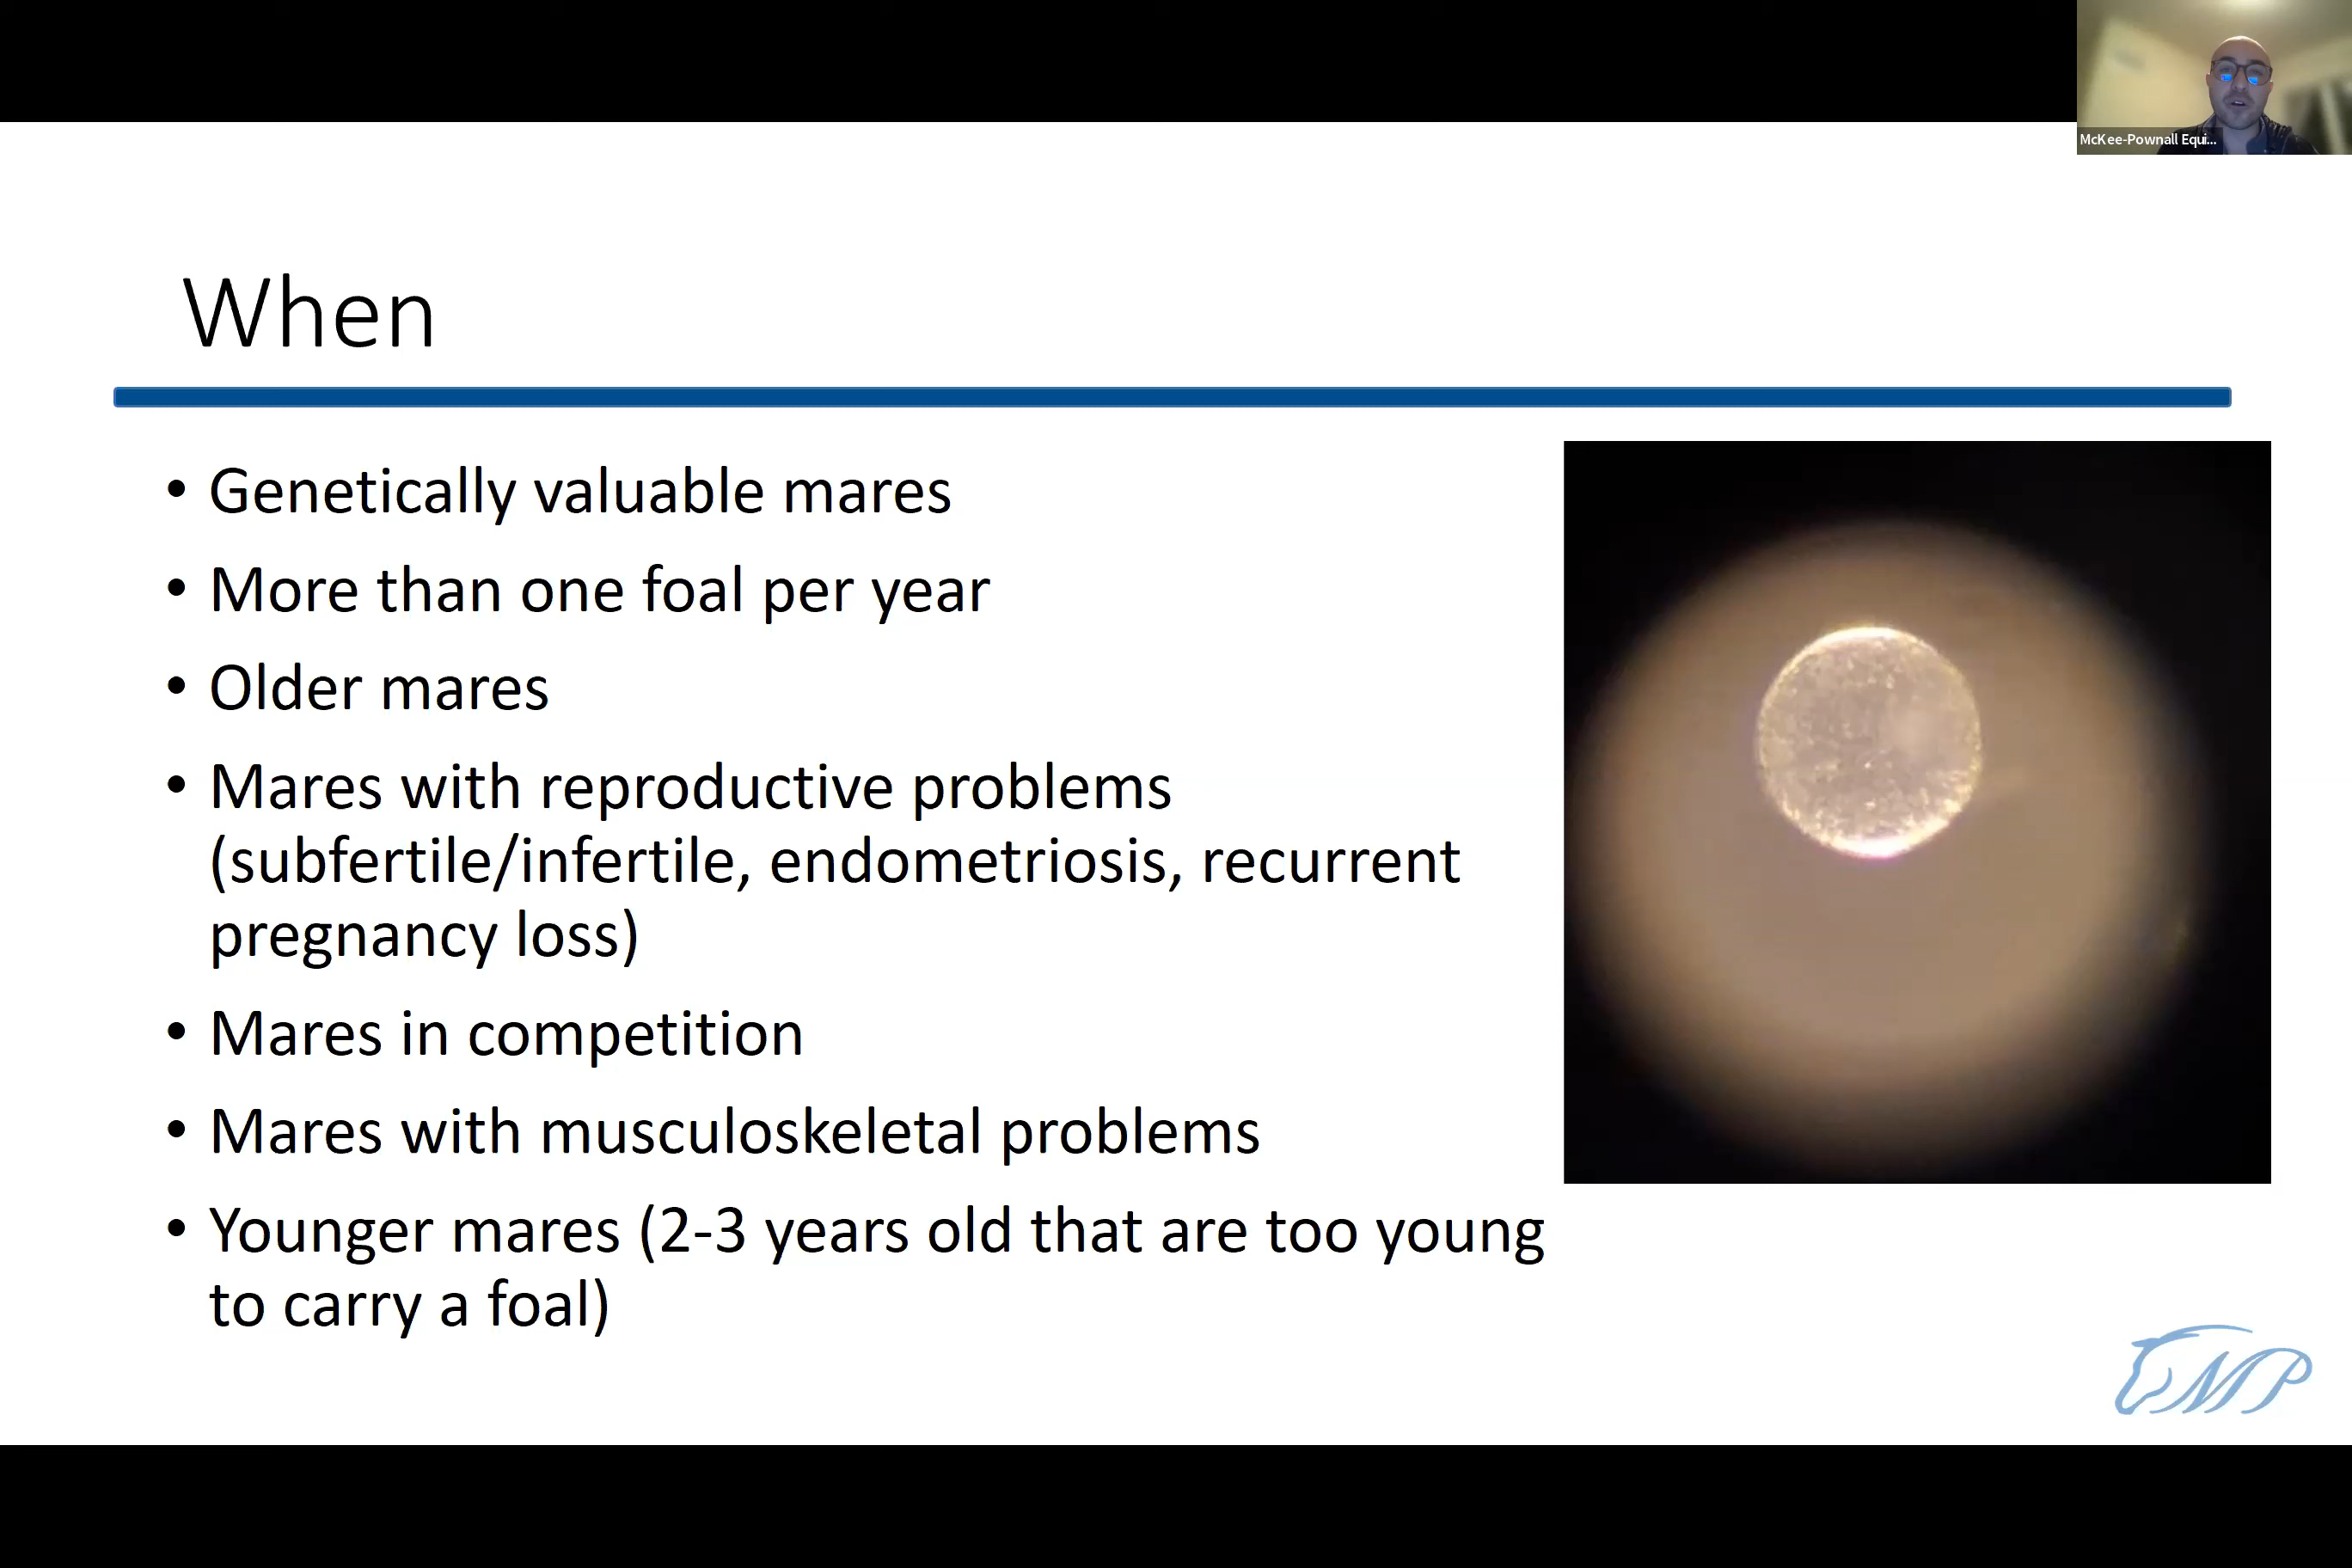 McKee-Pownall Equi...
When
• Genetically valuable mares
• More than one foal per year
• Older mares
• Mares with reproductive problems
(subfertile/infertile, endometriosis, recurrent
pregnancy loss)
• Mares in competition
• Mares with musculoskeletal problems
• Younger mares (2-3 years old that are too young
to carry a foal)
MP